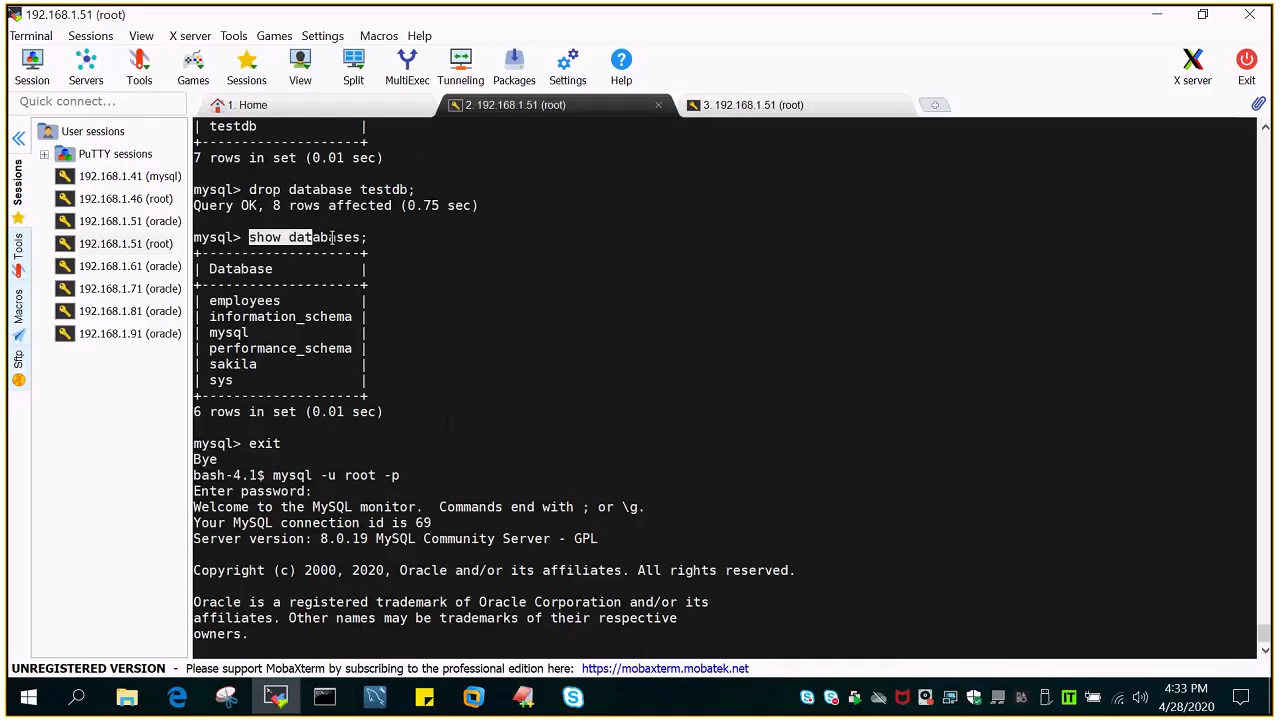 192.168.1.51 (root)
Terminal Sessions View X server Tools Games Settings Macros Help
Session Servers Tools Games Sessions View Split MultiExec Tunneling Packages Settings Help X server Exit
Quick connect...
1. Home
2. 192.168.1.51 (root)
3. 192.168.1.51 (root)
Sessions
Tools
Macros
Sftp
User sessions
PuTTY sessions
192.168.1.41 (mysql)
192.168.1.46 (root)
192.168.1.51 (oracle)
192.168.1.51 (root)
192.168.1.61 (oracle)
192.168.1.71 (oracle)
192.168.1.81 (oracle)
192.168.1.91 (oracle)
| testdb             |
+--------------------+
7 rows in set (0.01 sec)
mysql> drop database testdb;
Query OK, 8 rows affected (0.75 sec)
mysql> show databases;
+--------------------+
| Database           |
+--------------------+
| employees          |
| information_schema |
| mysql              |
| performance_schema |
| sakila             |
| sys                |
+--------------------+
6 rows in set (0.01 sec)
mysql> exit
Bye
bash-4.1$ mysql -u root -p
Enter password:
Welcome to the MySQL monitor.  Commands end with ; or \g.
Your MySQL connection id is 69
Server version: 8.0.19 MySQL Community Server - GPL
Copyright (c) 2000, 2020, Oracle and/or its affiliates. All rights reserved.
Oracle is a registered trademark of Oracle Corporation and/or its
affiliates. Other names may be trademarks of their respective
owners.
UNREGISTERED VERSION - Please support MobaXterm by subscribing to the professional edition here: https://mobaxterm.mobatek.net
4:33 PM
4/28/2020